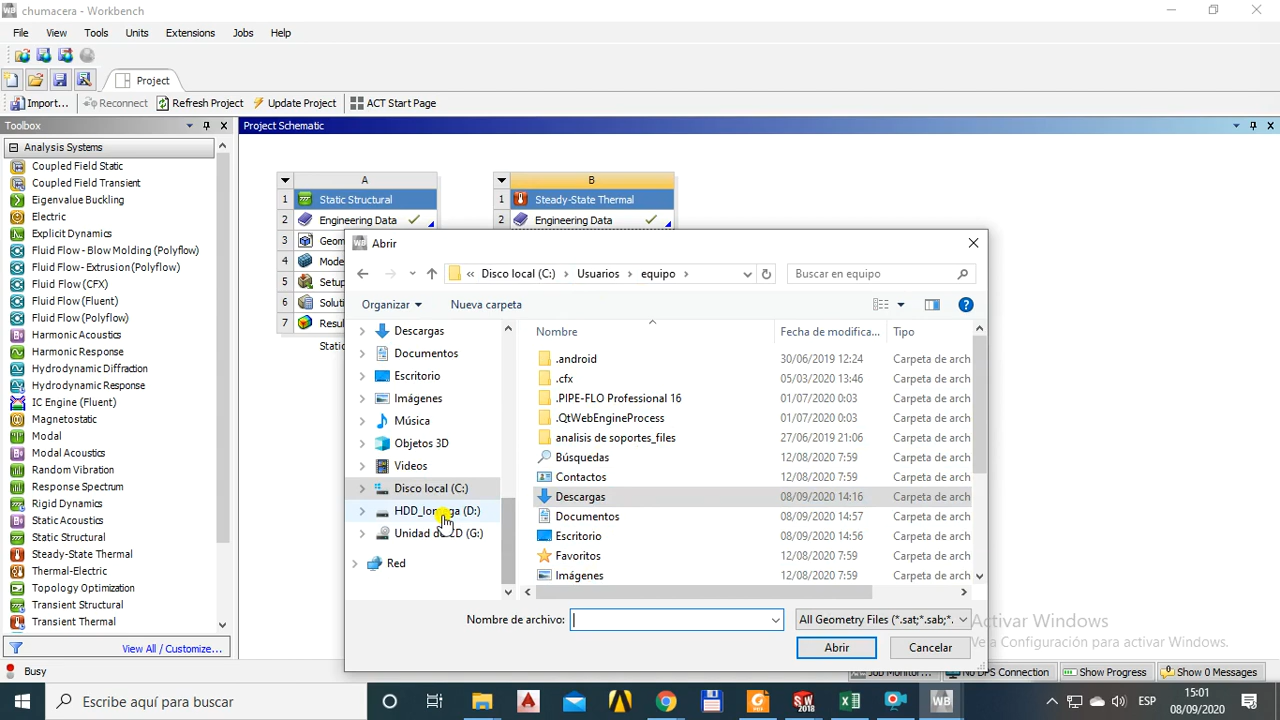 chumacera - Workbench
File View Tools Units Extensions Jobs Help
Project
Import... Reconnect Refresh Project Update Project ACT Start Page
Toolbox
Project Schematic
Analysis Systems
Coupled Field Static
Coupled Field Transient
Eigenvalue Buckling
Electric
Explicit Dynamics
Fluid Flow - Blow Molding (Polyflow)
Fluid Flow - Extrusion (Polyflow)
Fluid Flow (CFX)
Fluid Flow (Fluent)
Fluid Flow (Polyflow)
Harmonic Acoustics
Harmonic Response
Hydrodynamic Diffraction
Hydrodynamic Response
IC Engine (Fluent)
Magnetostatic
Modal
Modal Acoustics
Random Vibration
Response Spectrum
Rigid Dynamics
Static Acoustics
Static Structural
Steady-State Thermal
Thermal-Electric
Topology Optimization
Transient Structural
Transient Thermal
View All / Customize...
Busy
A
1 Static Structural
2 Engineering Data
3 Geom
4 Mode
5 Setup
6 Soluti
7 Resul
Stati
B
1 Steady-State Thermal
2 Engineering Data
Abrir
« Disco local (C:) › Usuarios › equipo ›
Buscar en equipo
Organizar Nueva carpeta
Descargas
Documentos
Escritorio
Imágenes
Música
Objetos 3D
Videos
Disco local (C:)
(D:)
(G:)
Red
Nombre Fecha de modifica... Tipo
.android 30/06/2019 12:24 Carpeta de arch
.cfx 05/03/2020 13:46 Carpeta de arch
.PIPE-FLO Professional 16 01/07/2020 0:03 Carpeta de arch
.QtWebEngineProcess 01/07/2020 0:03 Carpeta de arch
analisis de soportes_files 27/06/2019 21:06 Carpeta de arch
Búsquedas 12/08/2020 7:59 Carpeta de arch
Contactos 12/08/2020 7:59 Carpeta de arch
Descargas 08/09/2020 14:16 Carpeta de arch
Documentos 08/09/2020 14:57 Carpeta de arch
Escritorio 08/09/2020 14:56 Carpeta de arch
Favoritos 12/08/2020 7:59 Carpeta de arch
Imágenes 12/08/2020 7:59 Carpeta de arch
Nombre de archivo: All Geometry Files (*.sat;*.sab;*.
Abrir Cancelar
Activar Windows
Ve a Configuración para activar Windows.
Job Monitor... No DPS Connection Show Progress Show 0 Messages
Escribe aquí para buscar
ESP
15:01
08/09/2020